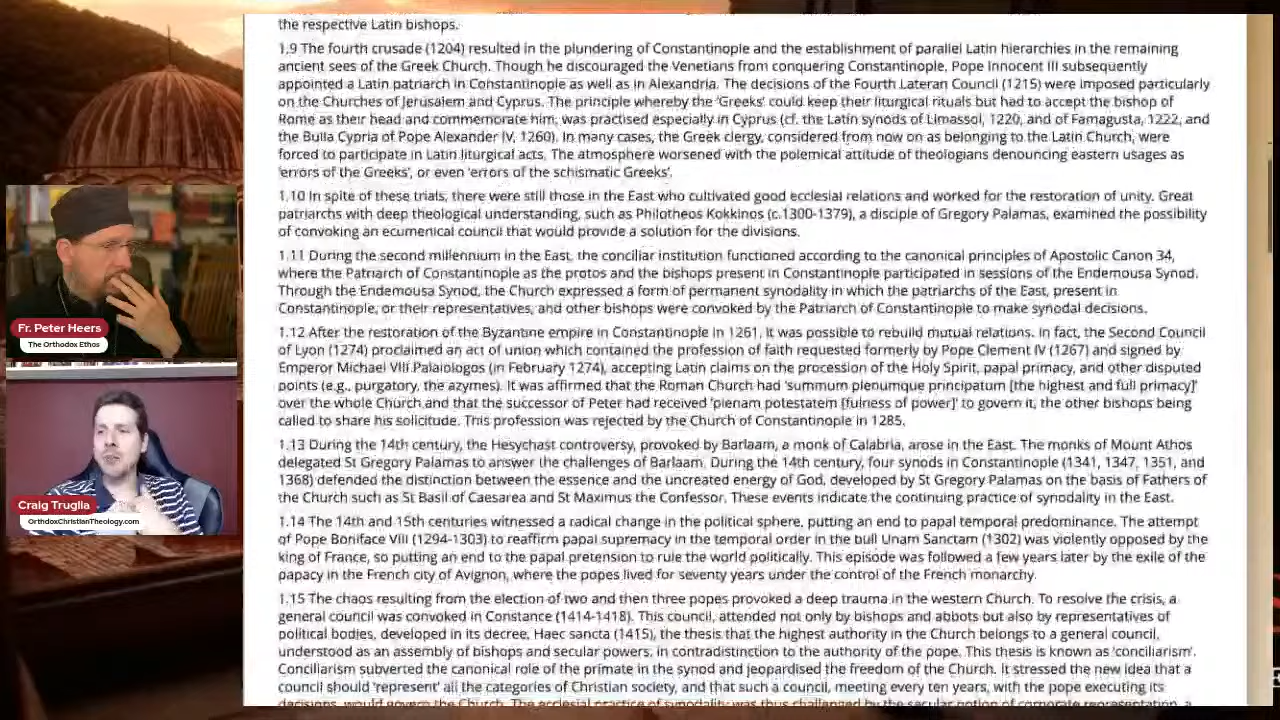 the respective Latin bishops.
1.9 The fourth crusade (1204) resulted in the plundering of Constantinople and the establishment of parallel Latin hierarchies in the remaining
ancient sees of the Greek Church. Though he discouraged the Venetians from conquering Constantinople, Pope Innocent III subsequently
appointed a Latin patriarch in Constantinople as well as in Alexandria. The decisions of the Fourth Lateran Council (1215) were imposed particularly
on the Churches of Jerusalem and Cyprus. The principle whereby the 'Greeks' could keep their liturgical rituals but had to accept the bishop of
Rome as their head and commemorate him, was practised especially in Cyprus (cf. the Latin synods of Limassol, 1220, and of Famagusta, 1222, and
the Bulla Cypria of Pope Alexander IV, 1260). In many cases, the Greek clergy, considered from now on as belonging to the Latin Church, were
forced to participate in Latin liturgical acts. The atmosphere worsened with the polemical attitude of theologians denouncing eastern usages as
'errors of the Greeks', or even 'errors of the schismatic Greeks'.
1.10 In spite of these trials, there were still those in the East who cultivated good ecclesial relations and worked for the restoration of unity. Great
patriarchs with deep theological understanding, such as Philotheos Kokkinos (c.1300-1379), a disciple of Gregory Palamas, examined the possibility
of convoking an ecumenical council that would provide a solution for the divisions.
1.11 During the second millennium in the East, the conciliar institution functioned according to the canonical principles of Apostolic Canon 34,
where the Patriarch of Constantinople as the protos and the bishops present in Constantinople participated in sessions of the Endemousa Synod.
Through the Endemousa Synod, the Church expressed a form of permanent synodality in which the patriarchs of the East, present in
Constantinople, or their representatives, and other bishops were convoked by the Patriarch of Constantinople to make synodal decisions.
1.12 After the restoration of the Byzantine empire in Constantinople in 1261, it was possible to rebuild mutual relations. In fact, the Second Council
of Lyon (1274) proclaimed an act of union which contained the profession of faith requested formerly by Pope Clement IV (1267) and signed by
Emperor Michael VIII Palaiologos (in February 1274), accepting Latin claims on the procession of the Holy Spirit, papal primacy, and other disputed
points (e.g., purgatory, the azymes). It was affirmed that the Roman Church had 'summum plenumque principatum [the highest and full primacy]'
over the whole Church and that the successor of Peter had received 'plenam potestatem [fulness of power]' to govern it, the other bishops being
called to share his solicitude. This profession was rejected by the Church of Constantinople in 1285.
1.13 During the 14th century, the Hesychast controversy, provoked by Barlaam, a monk of Calabria, arose in the East. The monks of Mount Athos
delegated St Gregory Palamas to answer the challenges of Barlaam. During the 14th century, four synods in Constantinople (1341, 1347, 1351, and
1368) defended the distinction between the essence and the uncreated energy of God, developed by St Gregory Palamas on the basis of Fathers of
the Church such as St Basil of Caesarea and St Maximus the Confessor. These events indicate the continuing practice of synodality in the East.
1.14 The 14th and 15th centuries witnessed a radical change in the political sphere, putting an end to papal temporal predominance. The attempt
of Pope Boniface VIII (1294-1303) to reaffirm papal supremacy in the temporal order in the bull Unam Sanctam (1302) was violently opposed by the
king of France, so putting an end to the papal pretension to rule the world politically. This episode was followed a few years later by the exile of the
papacy in the French city of Avignon, where the popes lived for seventy years under the control of the French monarchy.
1.15 The chaos resulting from the election of two and then three popes provoked a deep trauma in the western Church. To resolve the crisis, a
general council was convoked in Constance (1414-1418). This council, attended not only by bishops and abbots but also by representatives of
political bodies, developed in its decree, Haec sancta (1415), the thesis that the highest authority in the Church belongs to a general council,
understood as an assembly of bishops and secular powers, in contradistinction to the authority of the pope. This thesis is known as 'conciliarism'.
Conciliarism subverted the canonical role of the primate in the synod and jeopardised the freedom of the Church. It stressed the new idea that a
council should 'represent' all the categories of Christian society, and that such a council, meeting every ten years, with the pope executing its
decisions, would govern the Church. The ecclesial practice of synodality was thus challenged by the secular notion of corporate representation, a
Fr. Peter Heers
The Orthodox Ethos
Craig Truglia
OrthodoxChristianTheology.com